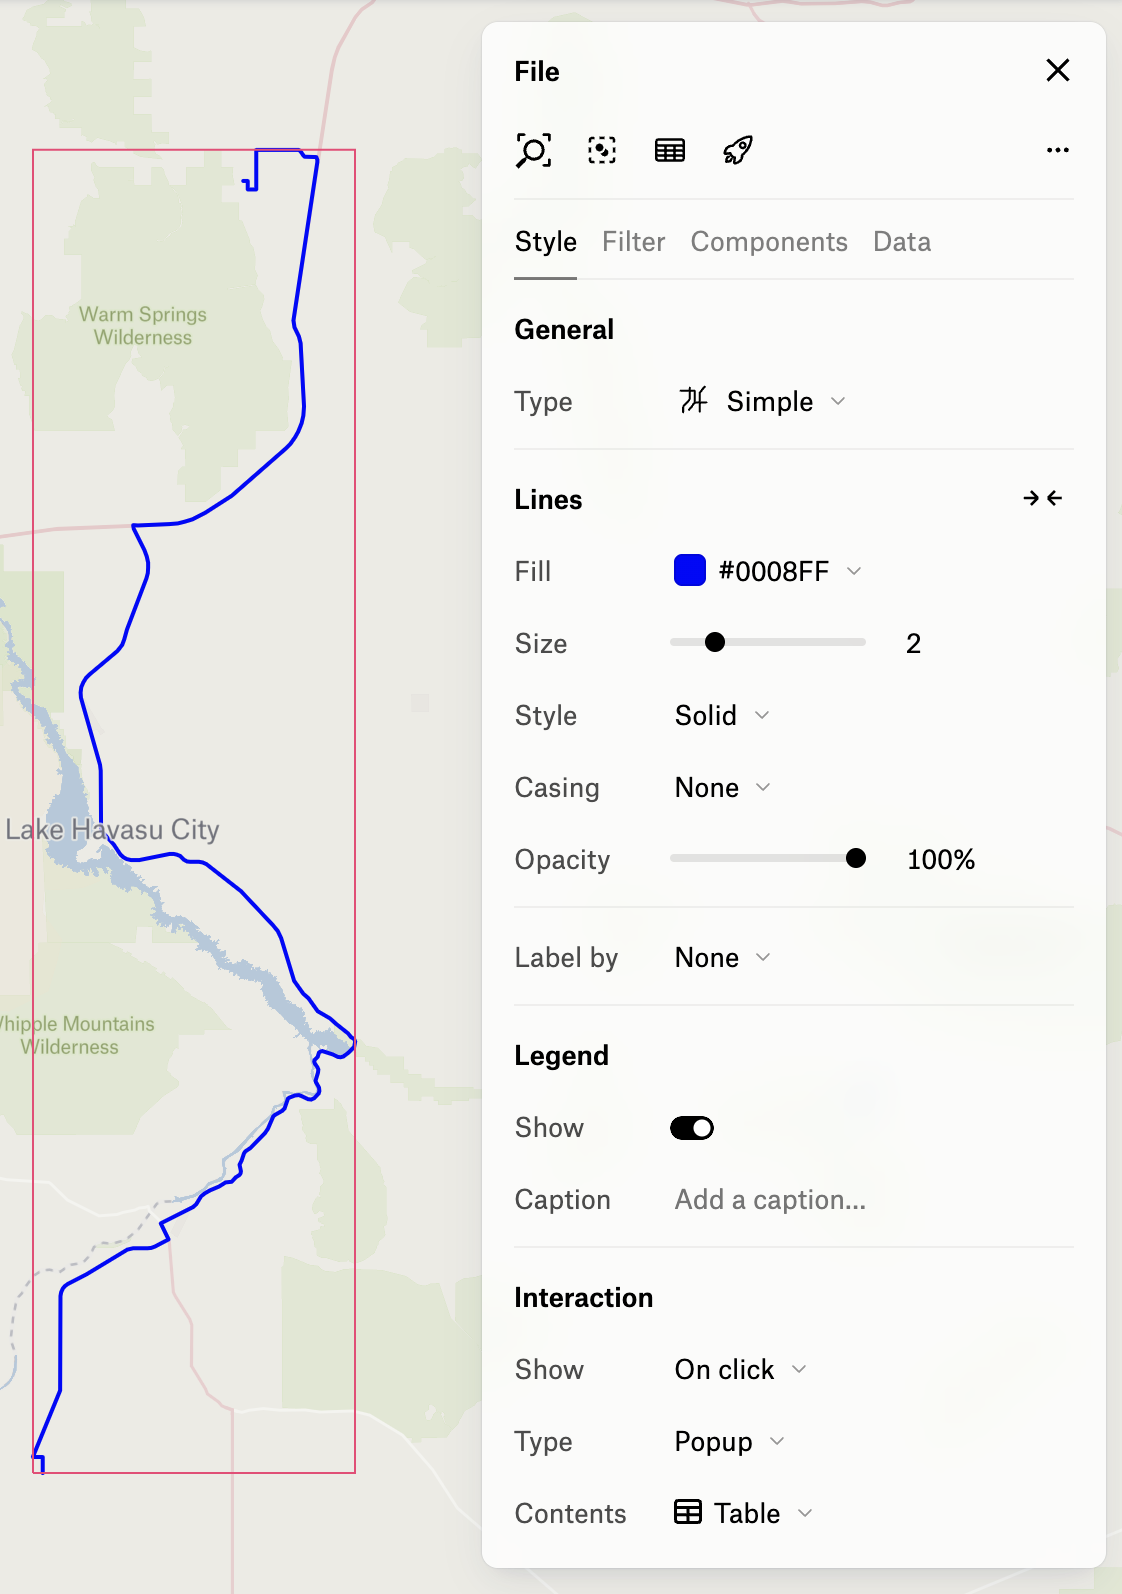 Warm Springs
Wilderness
Lake Havasu City
hipple Mountains
Wilderness
File
Style Filter Components Data
General
Type Simple
Lines
Fill #0008FF
Size 2
Style Solid
Casing None
Opacity 100%
Label by None
Legend
Show
Caption Add a caption...
Interaction
Show On click
Type Popup
Contents Table